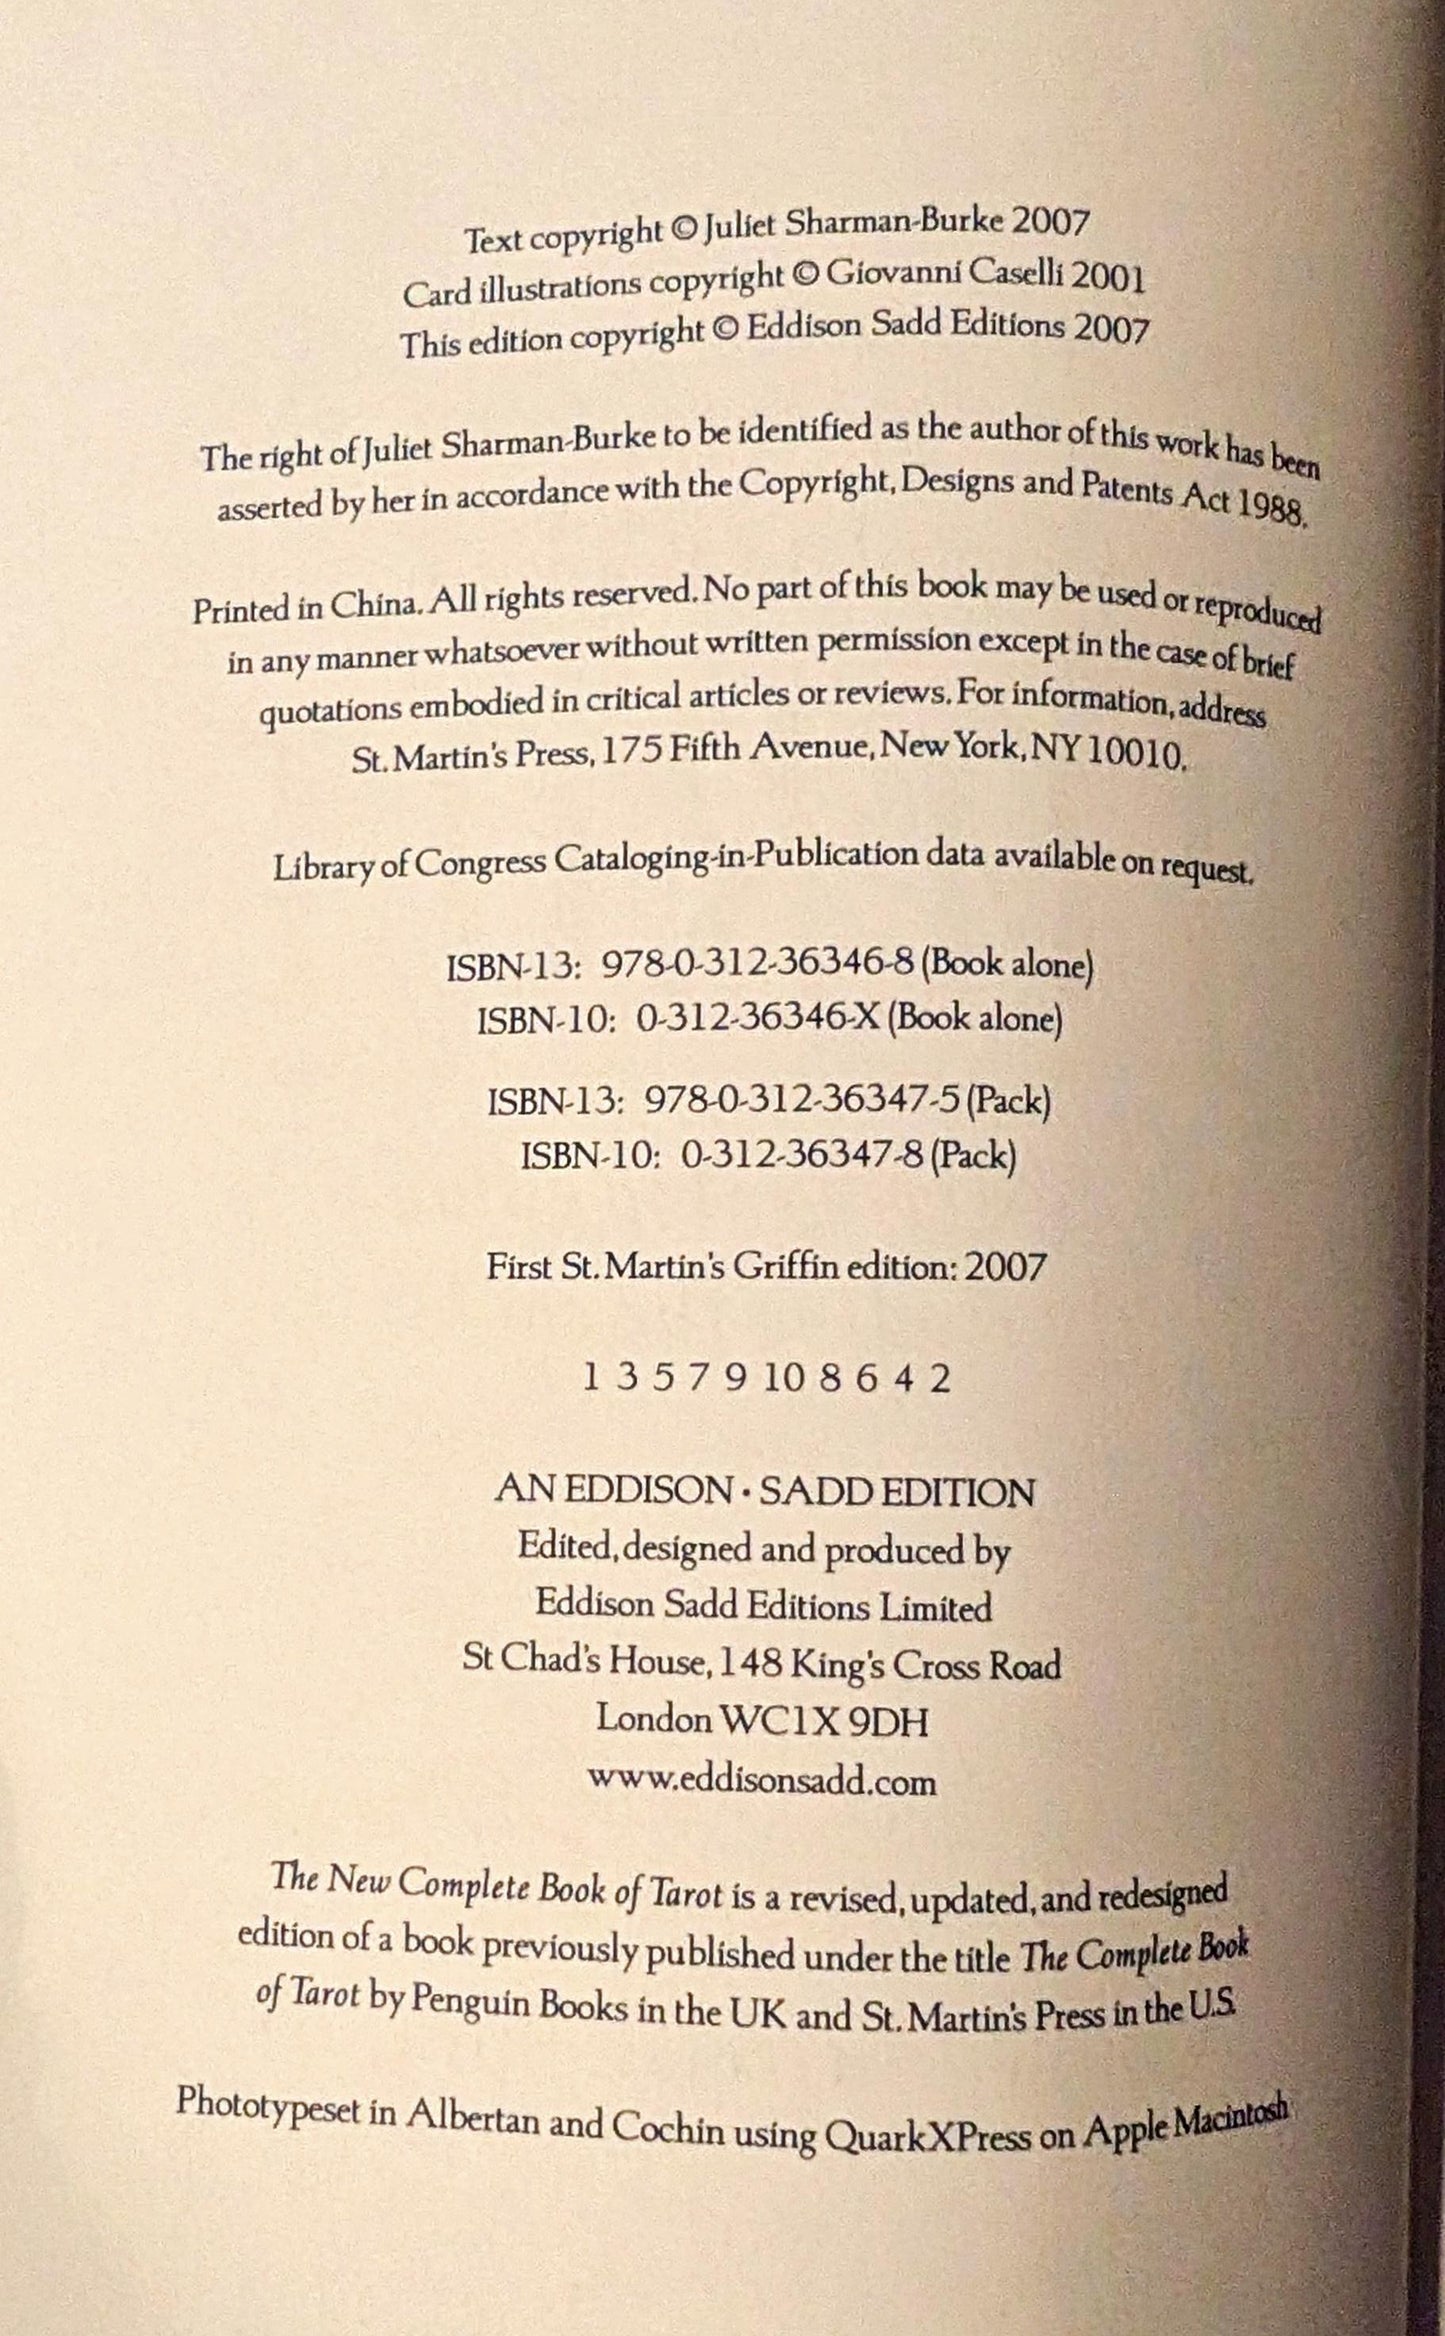 Text copyright © Juliet Sharman-Burke 2007
Card illustrations copyright © Giovanni Caselli 2001
This edition copyright © Eddison Sadd Editions 2007
The right of Juliet Sharman-Burke to be identified as the author of this work has been
asserted by her in accordance with the Copyright, Designs and Patents Act 1988.
Printed in China. All rights reserved. No part of this book may be used or reproduced
in any manner whatsoever without written permission except in the case of brief
quotations embodied in critical articles or reviews. For information, address
St. Martin's Press, 175 Fifth Avenue, New York, NY 10010.
Library of Congress Cataloging-in-Publication data available on request.
ISBN-13: 978-0-312-36346-8 (Book alone)
ISBN-10: 0-312-36346-X (Book alone)
ISBN-13: 978-0-312-36347-5 (Pack)
ISBN-10: 0-312-36347-8 (Pack)
First St. Martin's Griffin edition: 2007
1 3 5 7 9 10 8 6 4 2
AN EDDISON • SADD EDITION
Edited, designed and produced by
Eddison Sadd Editions Limited
St Chad's House, 148 King's Cross Road
London WC1X 9DH
www.eddisonsadd.com
The New Complete Book of Tarot is a revised, updated, and redesigned
edition of a book previously published under the title The Complete Book
of Tarot by Penguin Books in the UK and St. Martin's Press in the U.S
Phototypeset in Albertan and Cochin using QuarkXPress on Apple Macintosh